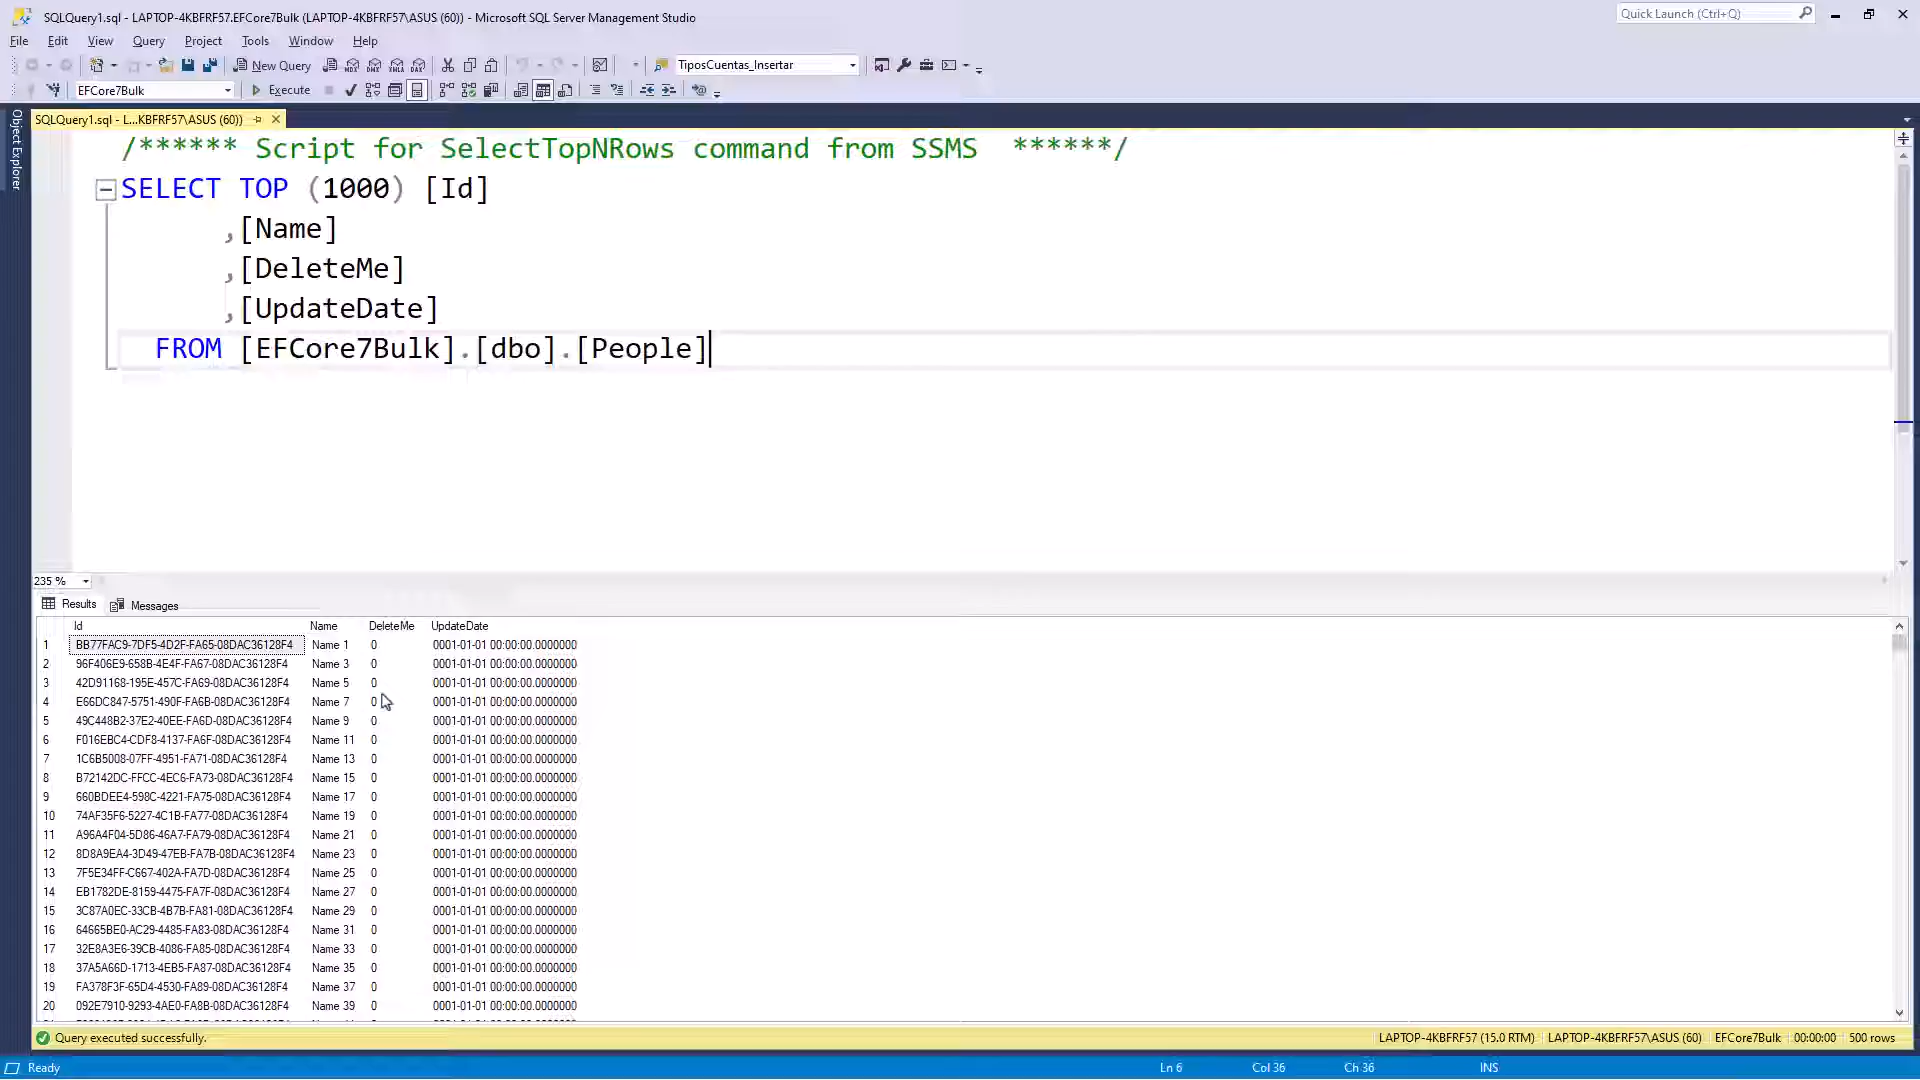 SQLQuery1.sql - LAPTOP-4KBFRF57.EFCore7Bulk (LAPTOP-4KBFRF57\ASUS (60)) - Microsoft SQL Server Management Studio
Quick Launch (Ctrl+Q)
File Edit View Query Project Tools Window Help
New Query
TiposCuentas_Insertar
EFCore7Bulk
Execute
Object Explorer
SQLQuery1.sql - L...KBFRF57\ASUS (60))
/****** Script for SelectTopNRows command from SSMS  ******/
SELECT TOP (1000) [Id]
,[Name]
,[DeleteMe]
,[UpdateDate]
FROM [EFCore7Bulk].[dbo].[People]
235 %
Results Messages
Id Name DeleteMe UpdateDate
1 BB77FAC9-7DF5-4D2F-FA65-08DAC36128F4 Name 1 0 0001-01-01 00:00:00.0000000
2 96F406E9-658B-4E4F-FA67-08DAC36128F4 Name 3 0 0001-01-01 00:00:00.0000000
3 42D91168-195E-457C-FA69-08DAC36128F4 Name 5 0 0001-01-01 00:00:00.0000000
4 E66DC847-5751-490F-FA6B-08DAC36128F4 Name 7 0 0001-01-01 00:00:00.0000000
5 49C448B2-37E2-40EE-FA6D-08DAC36128F4 Name 9 0 0001-01-01 00:00:00.0000000
6 F016EBC4-CDF8-4137-FA6F-08DAC36128F4 Name 11 0 0001-01-01 00:00:00.0000000
7 1C6B5008-07FF-4951-FA71-08DAC36128F4 Name 13 0 0001-01-01 00:00:00.0000000
8 B72142DC-FFCC-4EC6-FA73-08DAC36128F4 Name 15 0 0001-01-01 00:00:00.0000000
9 660BDEE4-598C-4221-FA75-08DAC36128F4 Name 17 0 0001-01-01 00:00:00.0000000
10 74AF35F6-5227-4C1B-FA77-08DAC36128F4 Name 19 0 0001-01-01 00:00:00.0000000
11 A96A4F04-5D86-46A7-FA79-08DAC36128F4 Name 21 0 0001-01-01 00:00:00.0000000
12 8D8A9EA4-3D49-47EB-FA7B-08DAC36128F4 Name 23 0 0001-01-01 00:00:00.0000000
13 7F5E34FF-C667-402A-FA7D-08DAC36128F4 Name 25 0 0001-01-01 00:00:00.0000000
14 EB1782DE-8159-4475-FA7F-08DAC36128F4 Name 27 0 0001-01-01 00:00:00.0000000
15 3C87A0EC-33CB-4B7B-FA81-08DAC36128F4 Name 29 0 0001-01-01 00:00:00.0000000
16 64665BE0-AC29-4485-FA83-08DAC36128F4 Name 31 0 0001-01-01 00:00:00.0000000
17 32E8A3E6-39CB-4086-FA85-08DAC36128F4 Name 33 0 0001-01-01 00:00:00.0000000
18 37A5A66D-1713-4EB5-FA87-08DAC36128F4 Name 35 0 0001-01-01 00:00:00.0000000
19 FA378F3F-65D4-4530-FA89-08DAC36128F4 Name 37 0 0001-01-01 00:00:00.0000000
20 092E7910-9293-4AE0-FA8B-08DAC36128F4 Name 39 0 0001-01-01 00:00:00.0000000
Query executed successfully. LAPTOP-4KBFRF57 (15.0 RTM) LAPTOP-4KBFRF57\ASUS (60) EFCore7Bulk 00:00:00 500 rows
Ready Ln 6 Col 36 Ch 36 INS